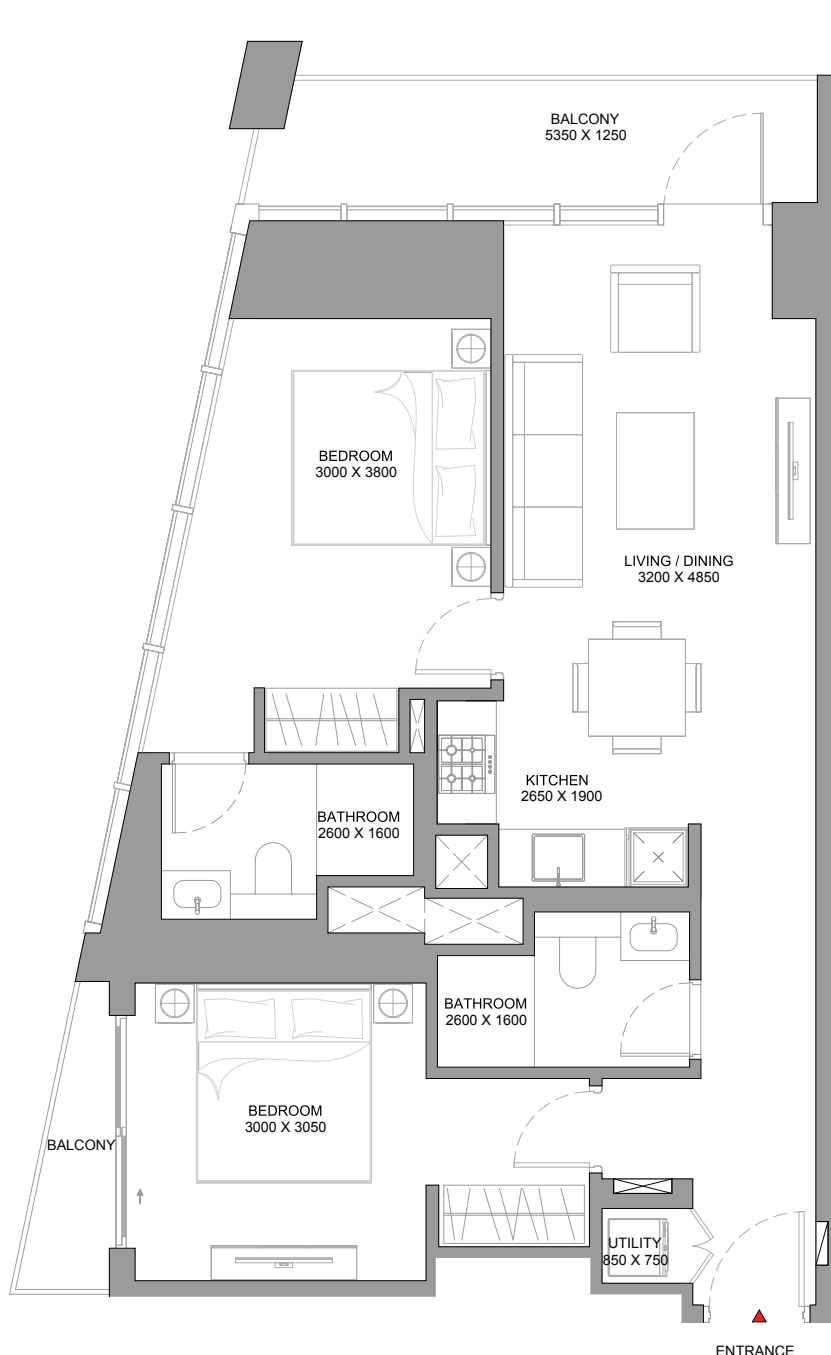 BALCONY
5350 X 1250
BEDROOM
3000 X 3800
LIVING / DINING
3200 X 4850
KITCHEN
2650 X 1900
BATHROOM
2600 X 1600
BATHROOM
2600 X 1600
BEDROOM
3000 X 3050
BALCONY
UTILITY
850 X 750
ENTRANCE